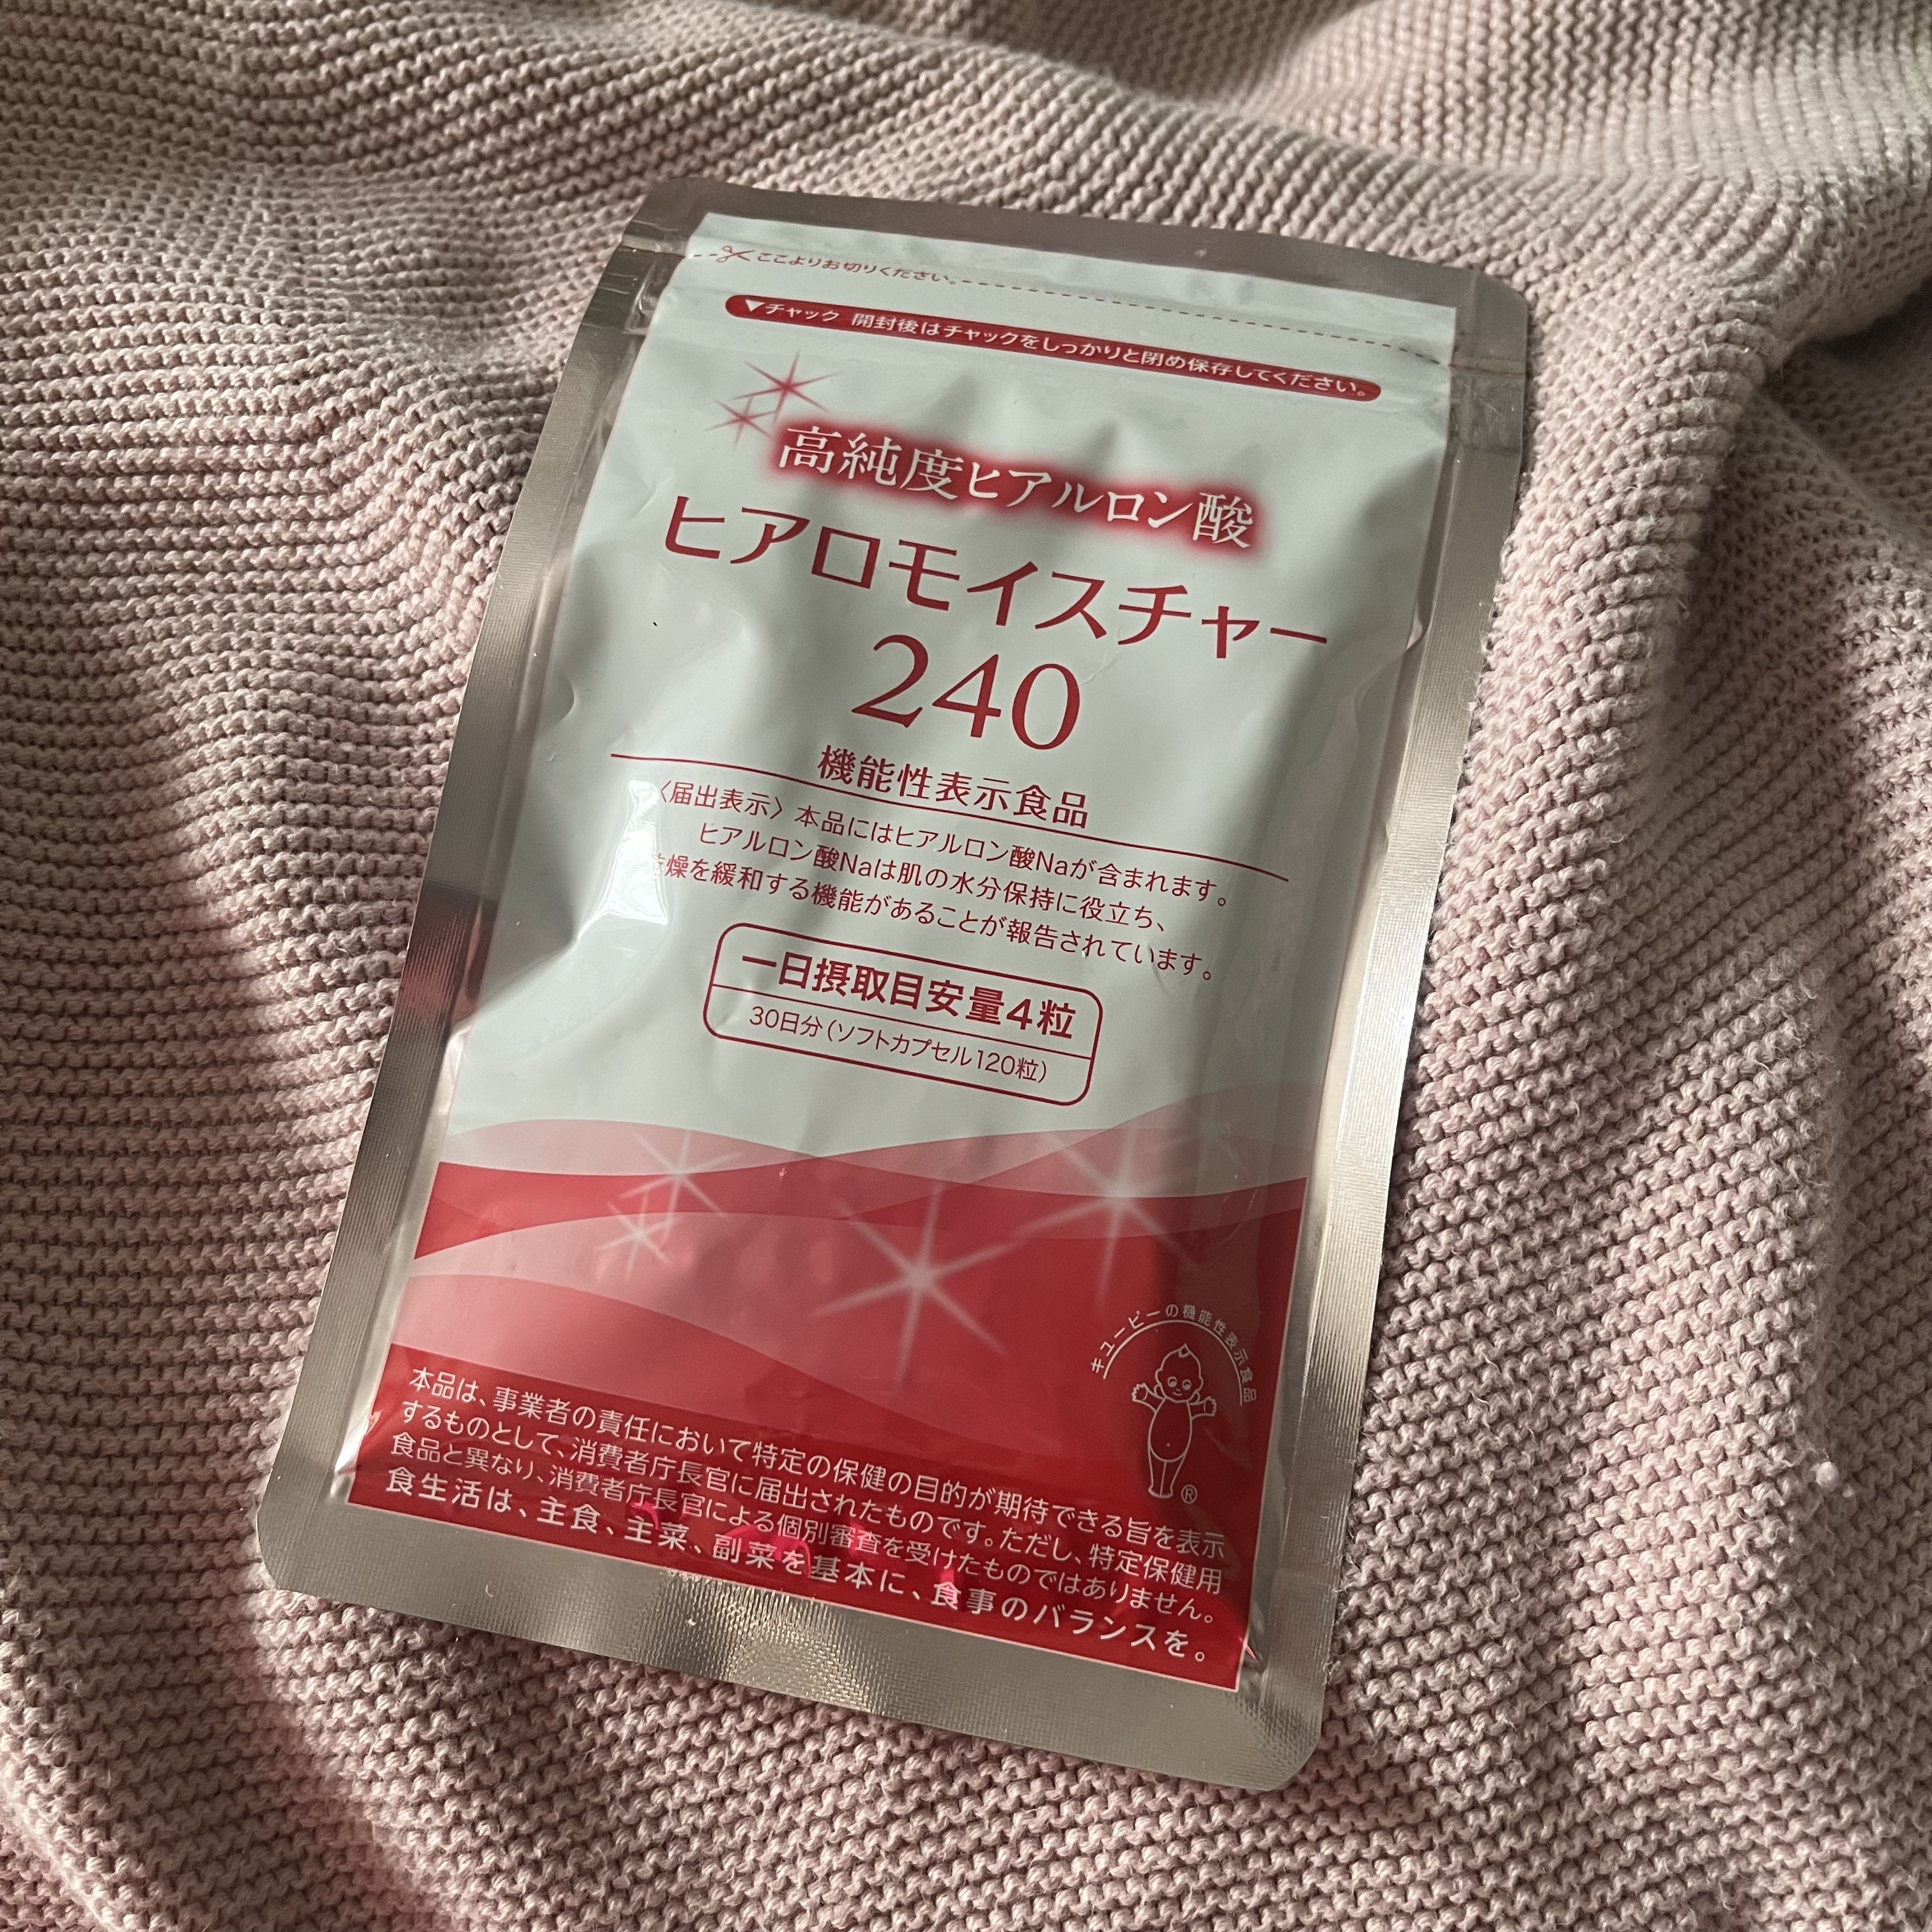 ここよりお切りください。
▼チャック 開封後はチャックをしっかりと閉め保存してください。
高純度ヒアルロン酸
ヒアロモイスチャー
240
機能性表示食品
〈届出表示〉本品にはヒアルロン酸Naが含まれます。
ヒアルロン酸Naは肌の水分保持に役立ち、
乾燥を緩和する機能があることが報告されています。
一日摂取目安量4粒
30日分(ソフトカプセル120粒)
キユーピーの機能性表示食品
®
本品は、事業者の責任において特定の保健の目的が期待できる旨を表示
するものとして、消費者庁長官に届出されたものです。ただし、特定保健用
食品と異なり、消費者庁長官による個別審査を受けたものではありません。
食生活は、主食、主菜、副菜を基本に、食事のバランスを。